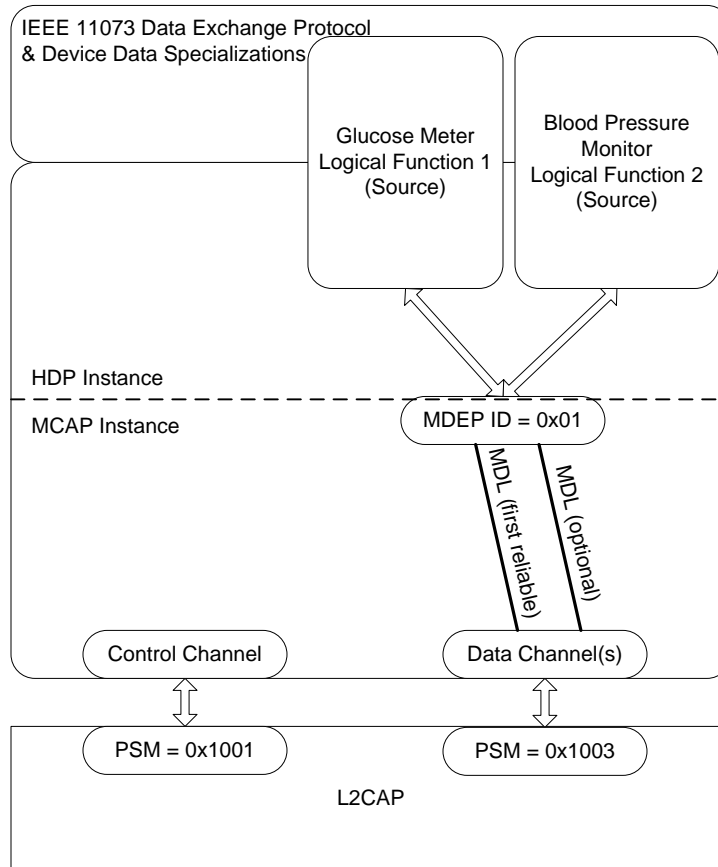 IEEE 11073 Data Exchange Protocol
& Device Data Specializations
Glucose Meter
Logical Function 1
(Source)
Blood Pressure
Monitor
Logical Function 2
(Source)
HDP Instance
MCAP Instance
MDEP ID = 0x01
MDL (first reliable)
MDL (optional)
Control Channel
Data Channel(s)
PSM = 0x1001
PSM = 0x1003
L2CAP